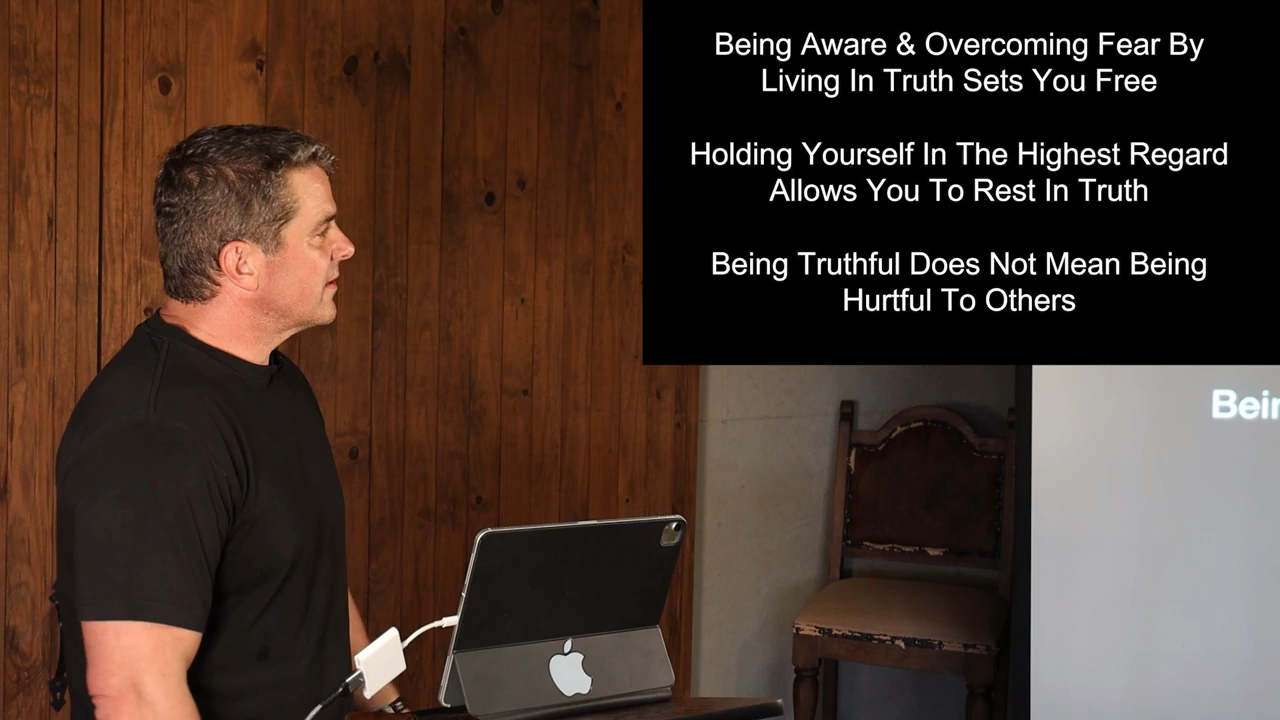 Being Aware & Overcoming Fear By
Living In Truth Sets You Free
Holding Yourself In The Highest Regard
Allows You To Rest In Truth
Being Truthful Does Not Mean Being
Hurtful To Others